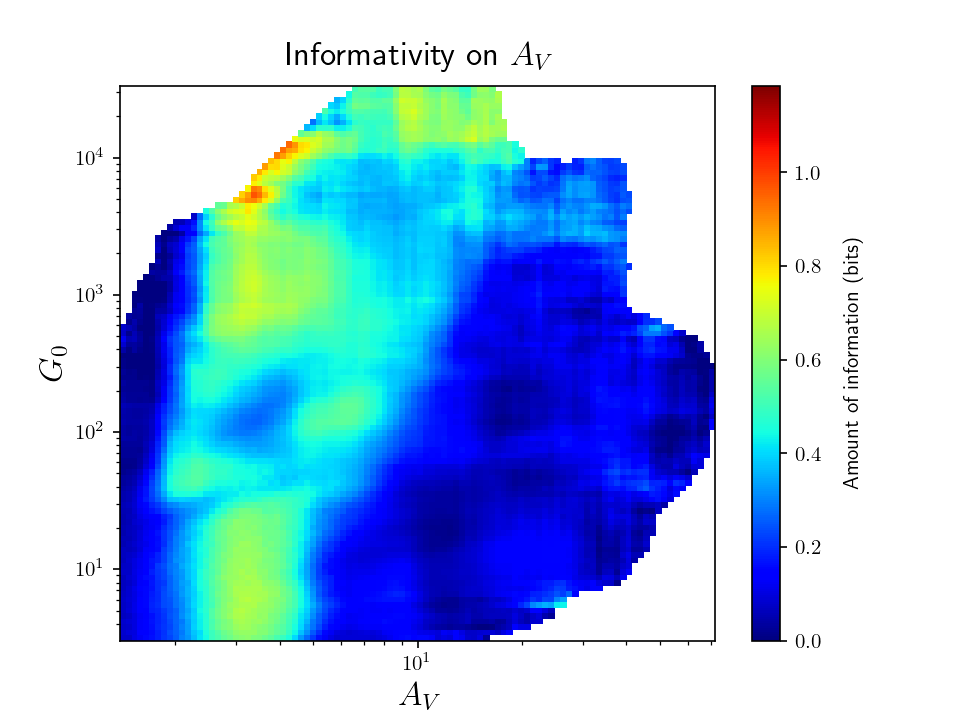 Informativity on A_V
10^4
10^3
10^2
10^1
G_0
10^1
A_V
1.0
0.8
0.6
0.4
0.2
0.0
Amount of information (bits)